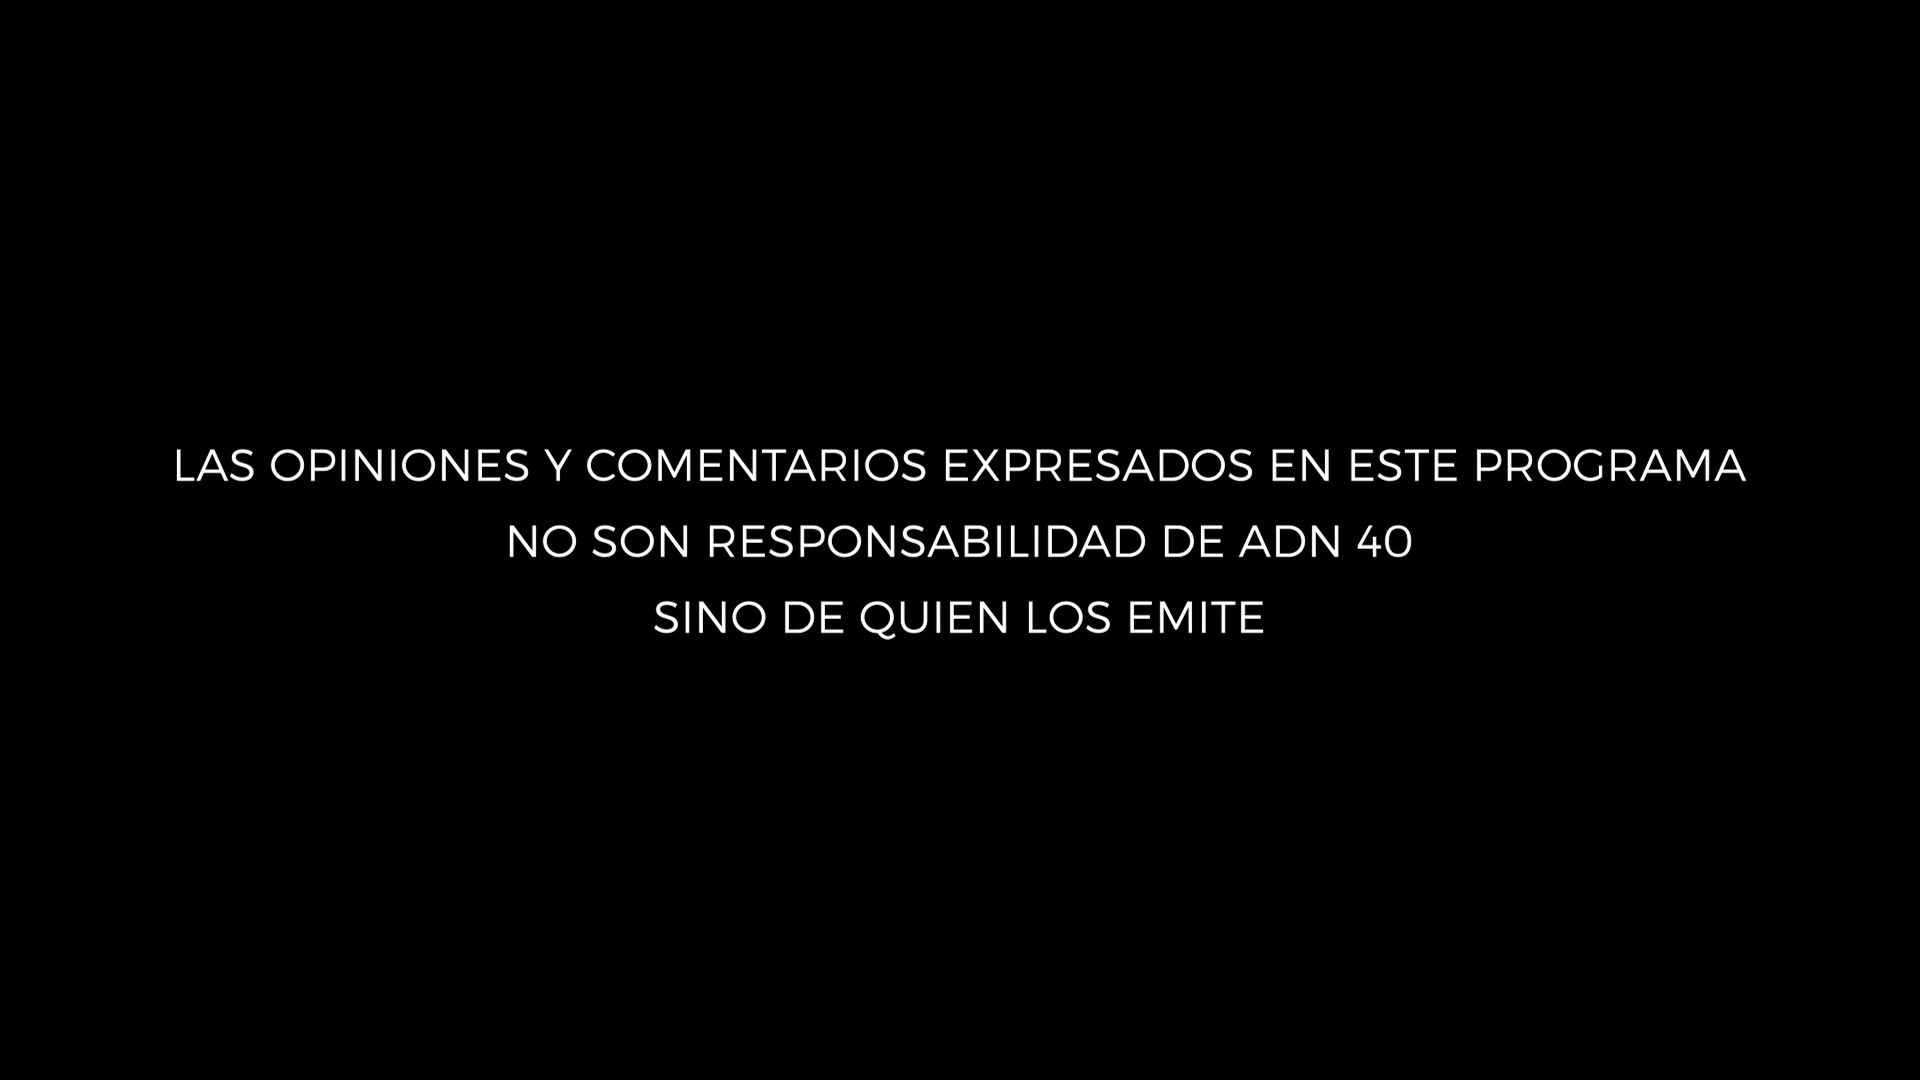 LAS OPINIONES Y COMENTARIOS EXPRESADOS EN ESTE PROGRAMA
NO SON RESPONSABILIDAD DE ADN 40
SINO DE QUIEN LOS EMITE